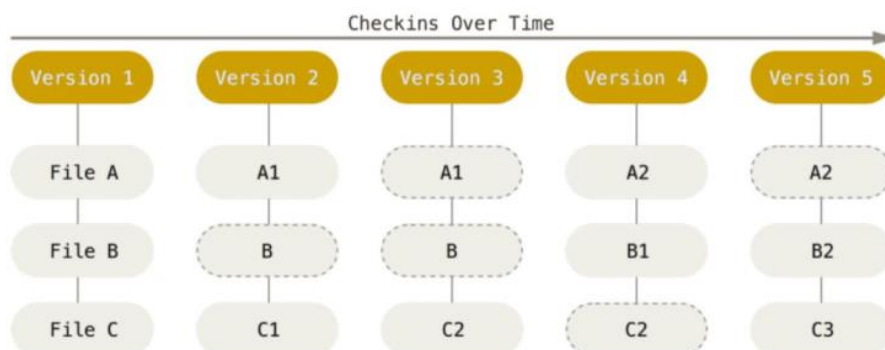 Checkins Over Time
Version 1 Version 2 Version 3 Version 4 Version 5
File A A1 A1 A2 A2
File B B B B1 B2
File C C1 C2 C2 C3